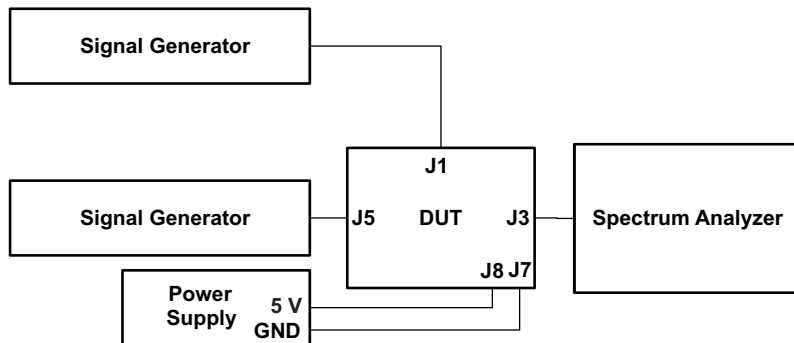 Signal Generator
J1
Signal Generator
J5 DUT J3
Spectrum Analyzer
J8 J7
Power
Supply
5 V
GND